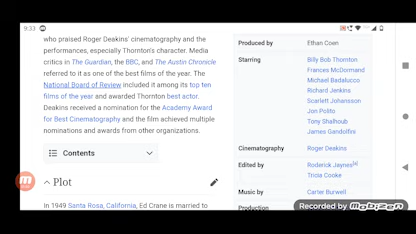 9:33
who praised Roger Deakins' cinematography and the
performances, especially Thornton's character. Media
critics in The Guardian, the BBC, and The Austin Chronicle
referred to it as one of the best films of the year. The
National Board of Review included it among its top ten
films of the year and awarded Thornton best actor.
Deakins received a nomination for the Academy Award
for Best Cinematography and the film achieved multiple
nominations and awards from other organizations.
Contents
Plot
In 1949 Santa Rosa, California, Ed Crane is married to
Produced by Ethan Coen
Starring Billy Bob Thornton
Frances McDormand
Michael Badalucco
Richard Jenkins
Scarlett Johansson
Jon Polito
Tony Shalhoub
James Gandolfini
Cinematography Roger Deakins
Edited by Roderick Jaynes[a]
Tricia Cooke
Music by Carter Burwell
Production
Recorded by Mobizen